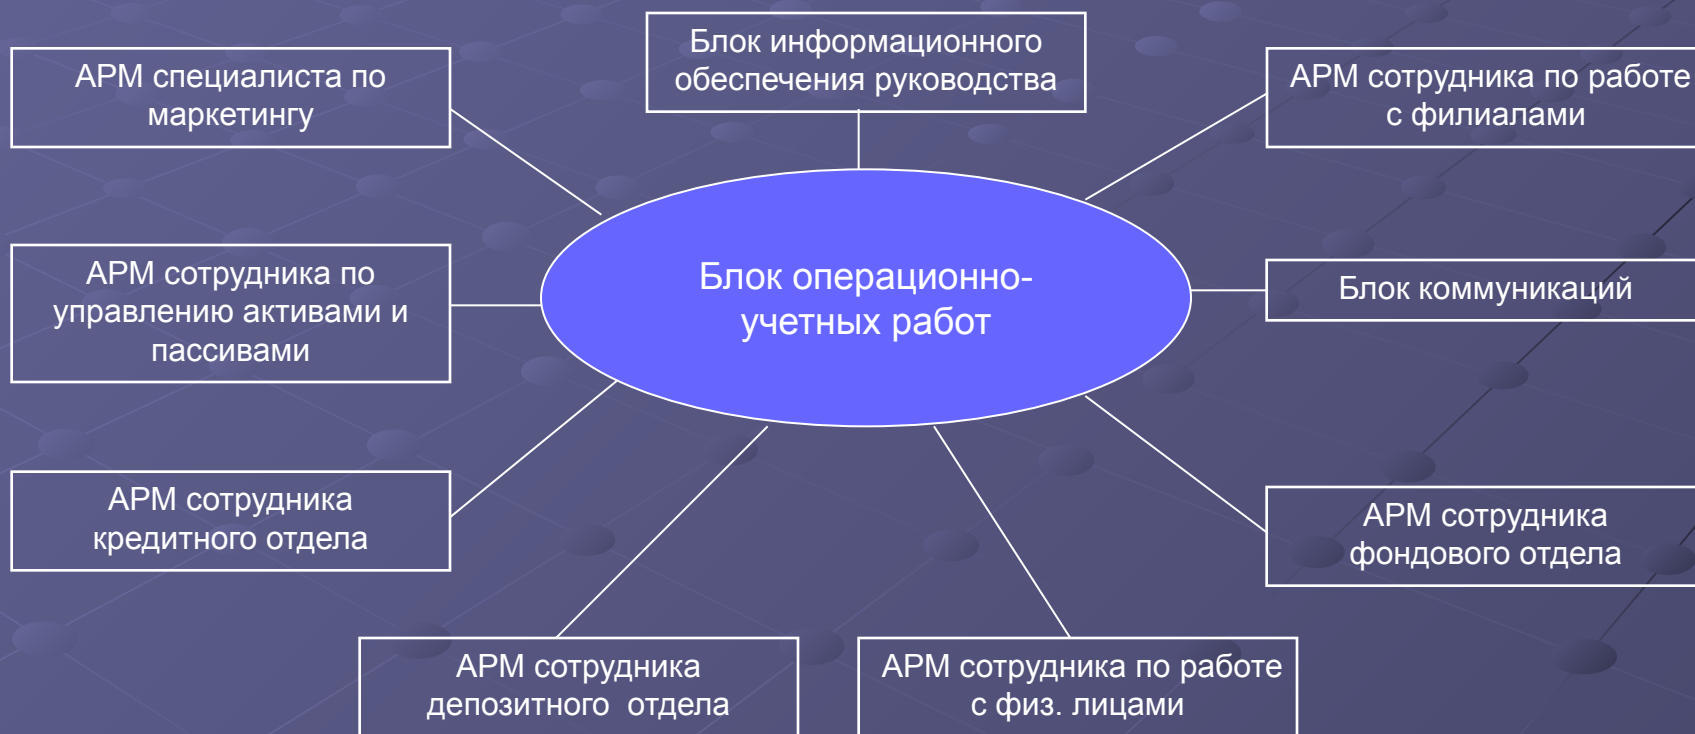 Блок информационного
обеспечения руководства
АРМ специалиста по
маркетингу
АРМ сотрудника по работе
с филиалами
АРМ сотрудника по
управлению активами и
пассивами
Блок операционно-
учетных работ
Блок коммуникаций
АРМ сотрудника
кредитного отдела
АРМ сотрудника
фондового отдела
АРМ сотрудника
депозитного  отдела
АРМ сотрудника по работе
с физ. лицами